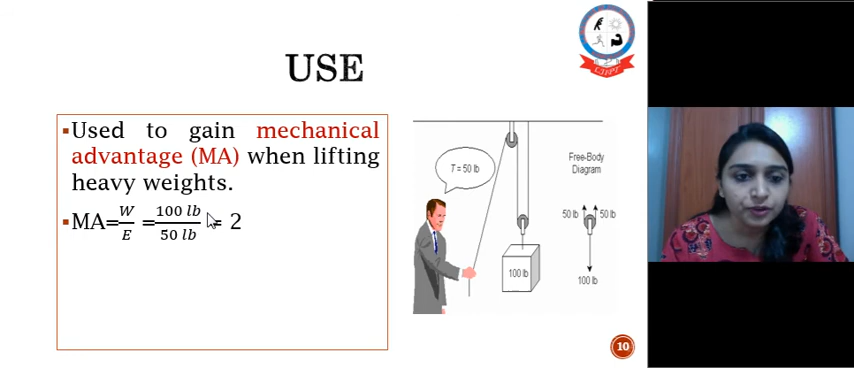 USE
▪Used to gain mechanical
advantage (MA) when lifting
heavy weights.
▪MA=W/E=100 lb/50 lb= 2
T = 50 lb
Free-Body
Diagram
50 lb 50 lb
100 lb
100 lb
10